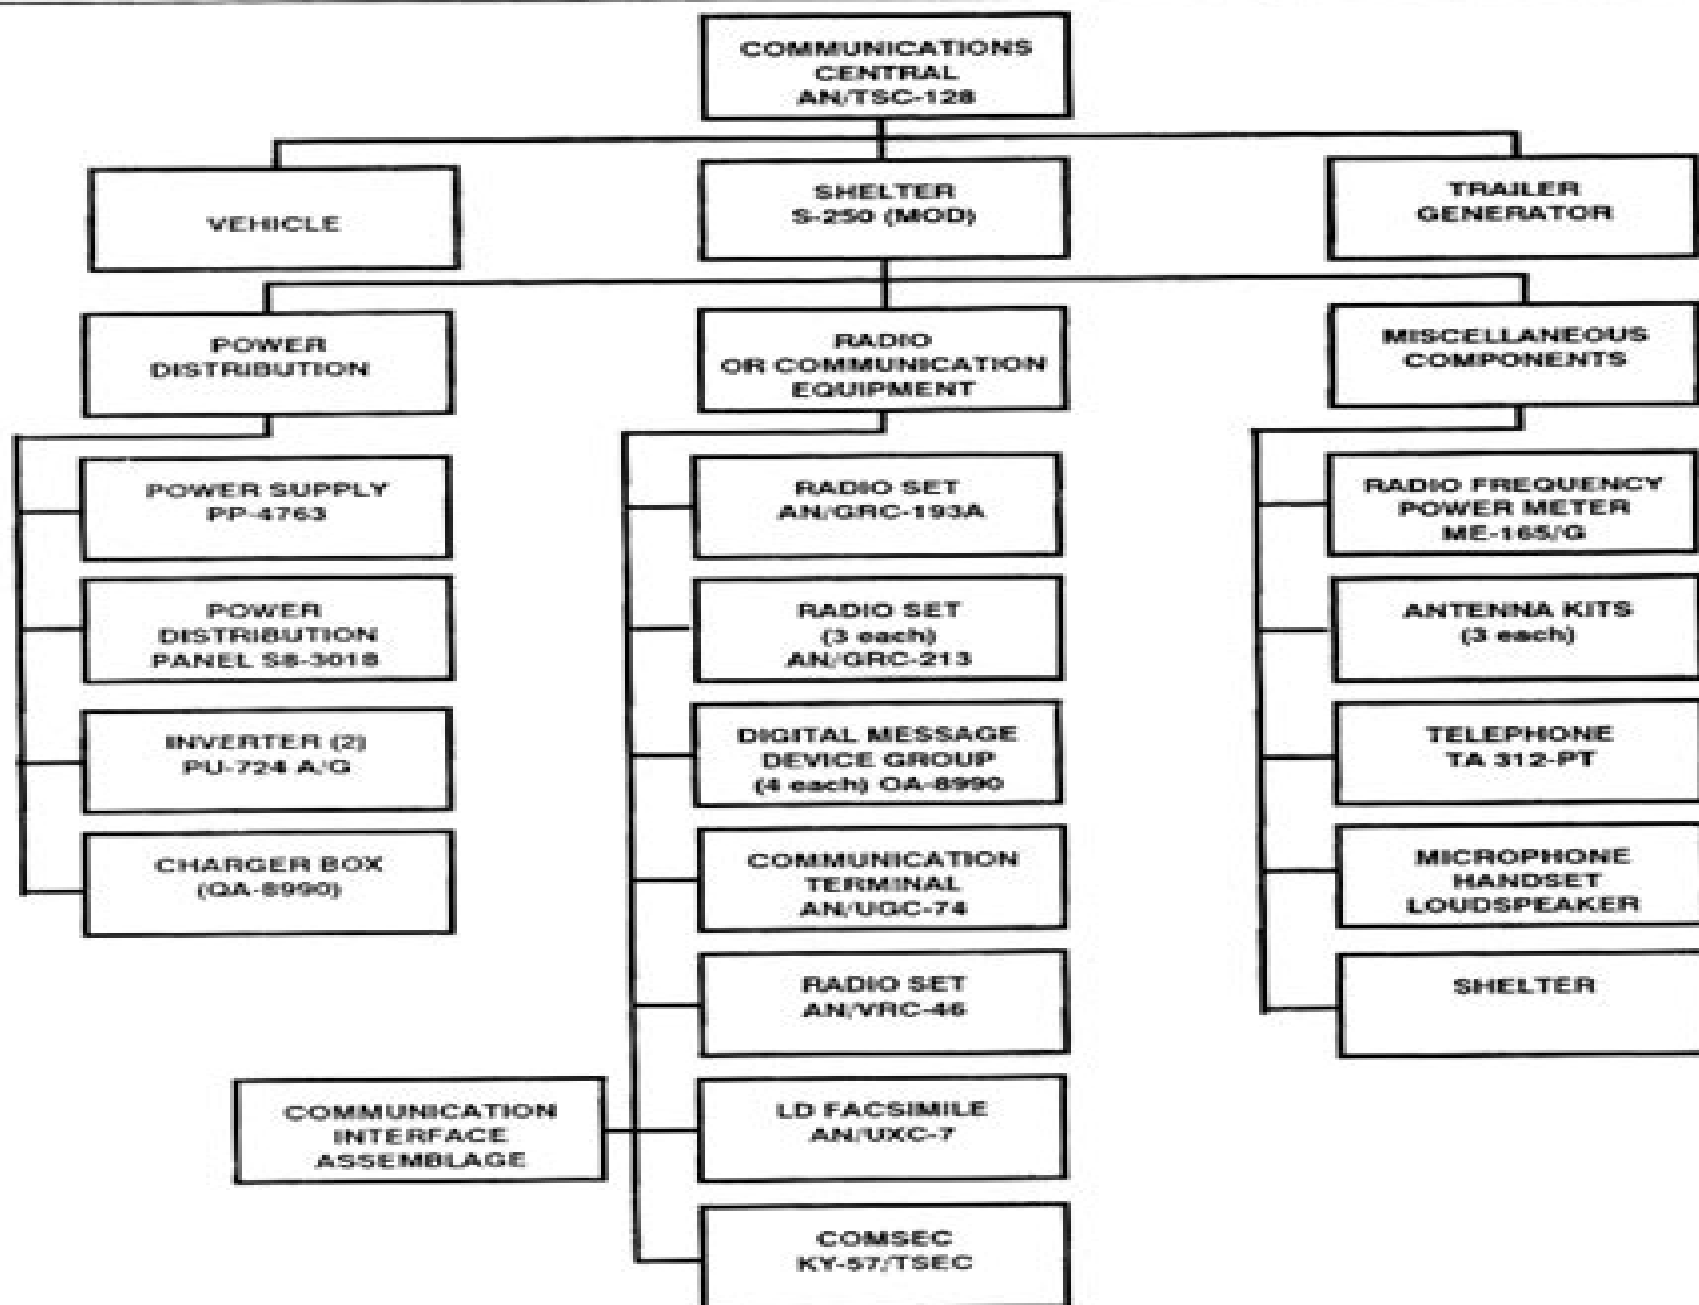 COMMUNICATIONS
CENTRAL
AN/TSC-128
VEHICLE
SHELTER
S-250 (MOD)
TRAILER
GENERATOR
POWER
DISTRIBUTION
RADIO
OR COMMUNICATION
EQUIPMENT
MISCELLANEOUS
COMPONENTS
POWER SUPPLY
PP-4763
POWER
DISTRIBUTION
PANEL S8-3018
INVERTER (2)
PU-724 A/G
CHARGER BOX
(QA-8990)
RADIO SET
AN/GRC-193A
RADIO SET
(3 each)
AN/GRC-213
DIGITAL MESSAGE
DEVICE GROUP
(4 each) OA-8990
COMMUNICATION
TERMINAL
AN/UGC-74
RADIO SET
AN/VRC-46
COMMUNICATION
INTERFACE
ASSEMBLAGE
LD FACSIMILE
AN/UXC-7
COMSEC
KY-57/TSEC
RADIO FREQUENCY
POWER METER
ME-165/G
ANTENNA KITS
(3 each)
TELEPHONE
TA 312-PT
MICROPHONE
HANDSET
LOUDSPEAKER
SHELTER